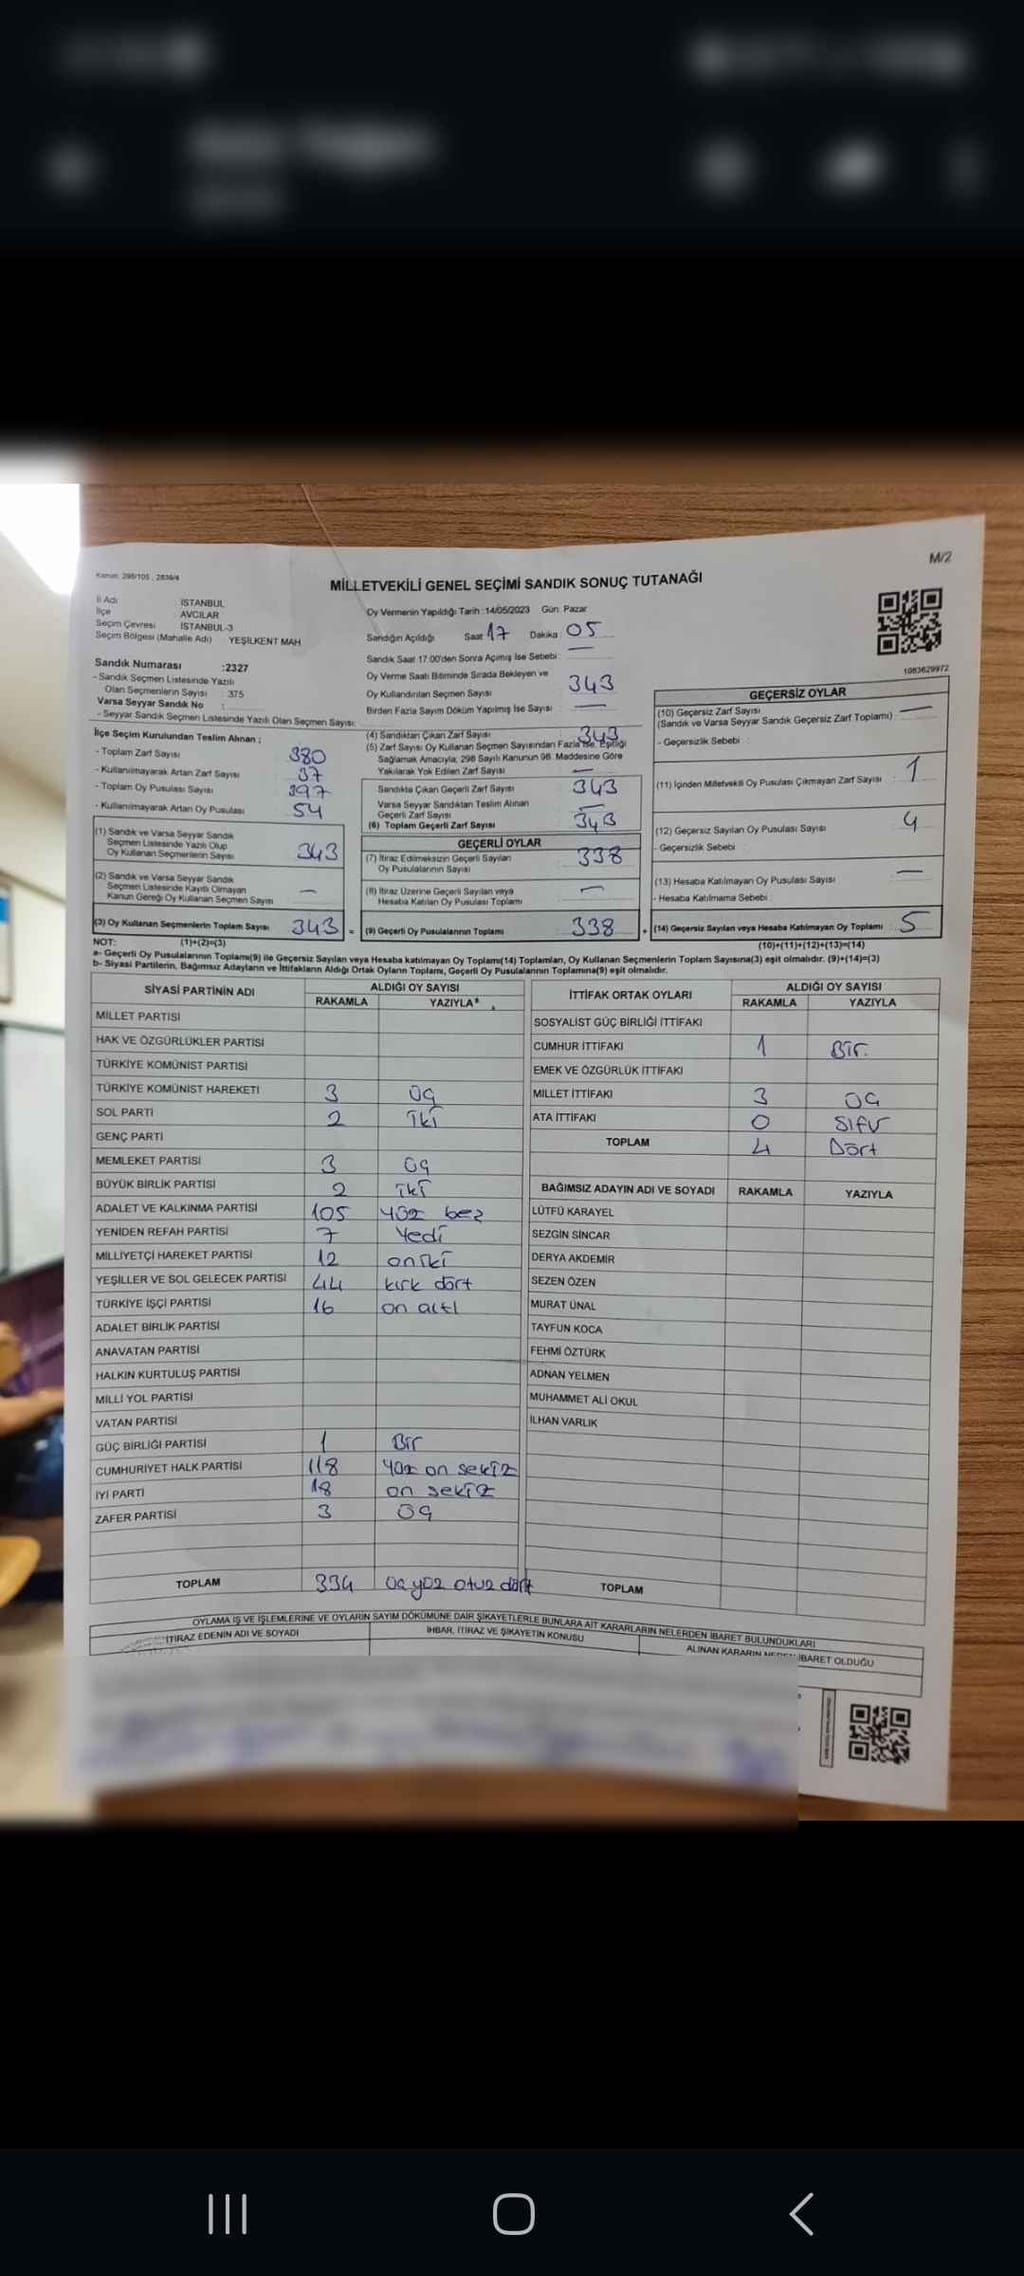 Kanun: 298/105 , 2839/4
M/2
MİLLETVEKİLİ GENEL SEÇİMİ SANDIK SONUÇ TUTANAĞI
İl Adı : İSTANBUL
İlçe : AVCILAR
Seçim Çevresi : İSTANBUL-3
Seçim Bölgesi (Mahalle Adı) YEŞİLKENT MAH
Oy Vermenin Yapıldığı Tarih :14/05/2023 Gün: Pazar
Sandığın Açıldığı Saat 17 Dakika : 05
Sandık Saat 17:00'den Sonra Açılmış İse Sebebi : —
Oy Verme Saati Bitiminde Sırada Bekleyen ve
Oy Kullandırılan Seçmen Sayısı 343
Birden Fazla Sayım Döküm Yapılmış İse Sayısı : —
1083629972
Sandık Numarası :2327
- Sandık Seçmen Listesinde Yazılı
Olan Seçmenlerin Sayısı : 375
Varsa Seyyar Sandık No :
- Seyyar Sandık Seçmen Listesinde Yazılı Olan Seçmen Sayısı:
İlçe Seçim Kurulundan Teslim Alınan ;
- Toplam Zarf Sayısı 380
- Kullanılmayarak Artan Zarf Sayısı : 37
- Toplam Oy Pusulası Sayısı 397
- Kullanılmayarak Artan Oy Pusulası : 54
(1) Sandık ve Varsa Seyyar Sandık
Seçmen Listesinde Yazılı Olup
Oy Kullanan Seçmenlerin Sayısı 343
(2) Sandık ve Varsa Seyyar Sandık
Seçmen Listesinde Kayıtlı Olmayan
Kanun Gereği Oy Kullanan Seçmen Sayısı —
(3) Oy Kullanan Seçmenlerin Toplam Sayısı 343 =
(4) Sandıktan Çıkan Zarf Sayısı 343
(5) Zarf Sayısı Oy Kullanan Seçmen Sayısından Fazla İse, Eşitliği
Sağlamak Amacıyla; 298 Sayılı Kanunun 98. Maddesine Göre
Yakılarak Yok Edilen Zarf Sayısı —
Sandıkta Çıkan Geçerli Zarf Sayısı 343
Varsa Seyyar Sandıktan Teslim Alınan
Geçerli Zarf Sayısı : —
(6) Toplam Geçerli Zarf Sayısı 343
GEÇERLİ OYLAR
(7) İtiraz Edilmeksizin Geçerli Sayılan
Oy Pusulalarının Sayısı 338
(8) İtiraz Üzerine Geçerli Sayılan veya
Hesaba Katılan Oy Pusulası Toplamı —
(9) Geçerli Oy Pusulalarının Toplamı 338 +
GEÇERSİZ OYLAR
(10) Geçersiz Zarf Sayısı
(Sandık ve Varsa Seyyar Sandık Geçersiz Zarf Toplamı) : —
- Geçersizlik Sebebi :
(11) İçinden Milletvekili Oy Pusulası Çıkmayan Zarf Sayısı : 1
(12) Geçersiz Sayılan Oy Pusulası Sayısı : 4
- Geçersizlik Sebebi :
(13) Hesaba Katılmayan Oy Pusulası Sayısı : —
- Hesaba Katılmama Sebebi :
(14) Geçersiz Sayılan veya Hesaba Katılmayan Oy Toplamı : 5
NOT: (1)+(2)=(3)
(10)+(11)+(12)+(13)=(14)
a- Geçerli Oy Pusulalarının Toplamı(9) ile Geçersiz Sayılan veya Hesaba katılmayan Oy Toplamı(14) Toplamları, Oy Kullanan Seçmenlerin Toplam Sayısına(3) eşit olmalıdır. (9)+(14)=(3)
b- Siyasi Partilerin, Bağımsız Adayların ve İttifakların Aldığı Ortak Oyların Toplamı, Geçerli Oy Pusulalarının Toplamına(9) eşit olmalıdır.
SİYASİ PARTİNİN ADI ALDIĞI OY SAYISI
RAKAMLA YAZIYLA
MİLLET PARTİSİ
HAK VE ÖZGÜRLÜKLER PARTİSİ
TÜRKİYE KOMÜNİST PARTİSİ
TÜRKİYE KOMÜNİST HAREKETİ 3 üç
SOL PARTİ 2 iki
GENÇ PARTİ
MEMLEKET PARTİSİ 3 üç
BÜYÜK BİRLİK PARTİSİ 2 iki
ADALET VE KALKINMA PARTİSİ 105 yüz beş
YENİDEN REFAH PARTİSİ 7 Yedi
MİLLİYETÇİ HAREKET PARTİSİ 12 oniki
YEŞİLLER VE SOL GELECEK PARTİSİ 44 kırk dört
TÜRKİYE İŞÇİ PARTİSİ 16 on altı
ADALET BİRLİK PARTİSİ
ANAVATAN PARTİSİ
HALKIN KURTULUŞ PARTİSİ
MİLLİ YOL PARTİSİ
VATAN PARTİSİ
GÜÇ BİRLİĞİ PARTİSİ 1 Bir
CUMHURİYET HALK PARTİSİ 118 yüz on sekiz
İYİ PARTİ 18 on sekiz
ZAFER PARTİSİ 3 üç
TOPLAM 334 üç yüz otuz dört
İTTİFAK ORTAK OYLARI ALDIĞI OY SAYISI
RAKAMLA YAZIYLA
SOSYALİST GÜÇ BİRLİĞİ İTTİFAKI
CUMHUR İTTİFAKI 1 Bir.
EMEK VE ÖZGÜRLÜK İTTİFAKI
MİLLET İTTİFAKI 3 üç
ATA İTTİFAKI 0 sıfır
TOPLAM 4 Dört
BAĞIMSIZ ADAYIN ADI VE SOYADI RAKAMLA YAZIYLA
LÜTFÜ KARAYEL
SEZGİN SİNCAR
DERYA AKDEMİR
SEZEN ÖZEN
MURAT ÜNAL
TAYFUN KOCA
FEHMİ ÖZTÜRK
ADNAN YELMEN
MUHAMMET ALİ OKUL
İLHAN VARLIK
TOPLAM
OYLAMA İŞ VE İŞLEMLERİNE VE OYLARIN SAYIM DÖKÜMÜNE DAİR ŞİKAYETLERLE BUNLARA AİT KARARLARIN NELERDEN İBARET BULUNDUKLARI
İTİRAZ EDENİN ADI VE SOYADI İHBAR, İTİRAZ VE ŞİKAYETİN KONUSU ALINAN KARARIN NEDEN İBARET OLDUĞU